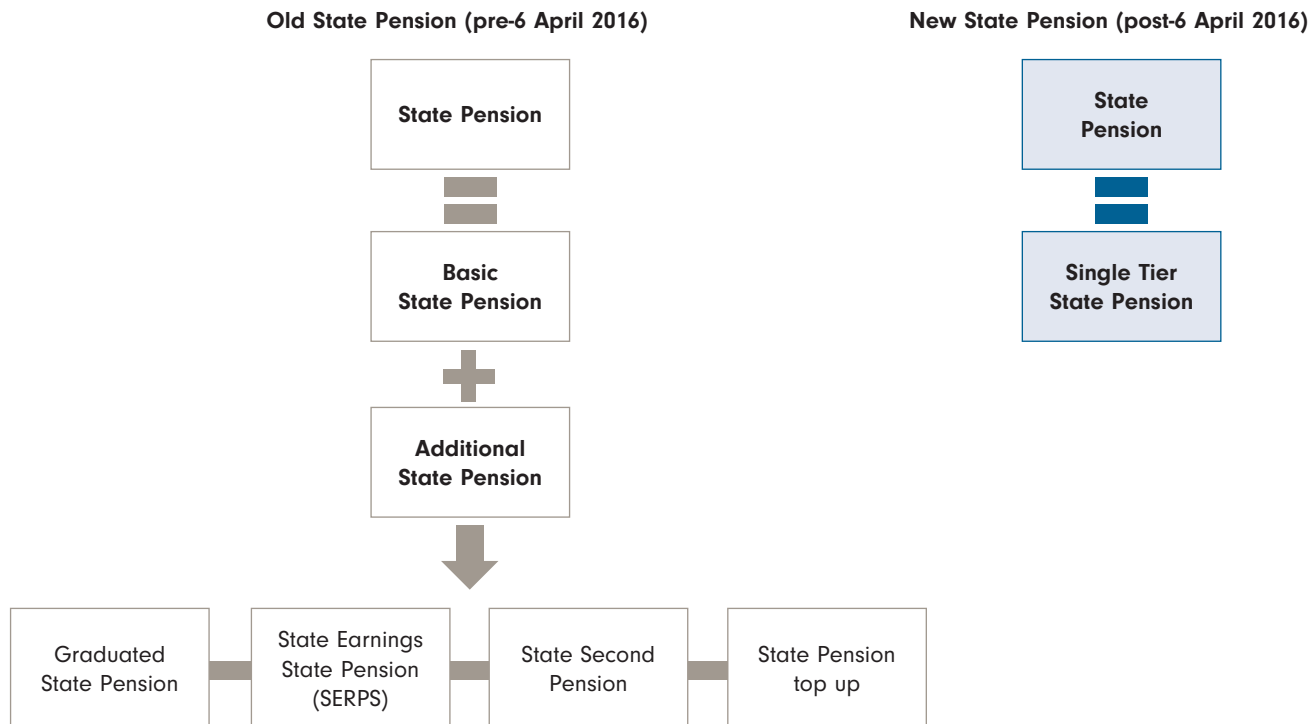 Old State Pension (pre-6 April 2016)
New State Pension (post-6 April 2016)
State Pension
State
Pension
Basic
State Pension
Single Tier
State Pension
Additional
State Pension
Graduated
State Pension
State Earnings
State Pension
(SERPS)
State Second
Pension
State Pension
top up